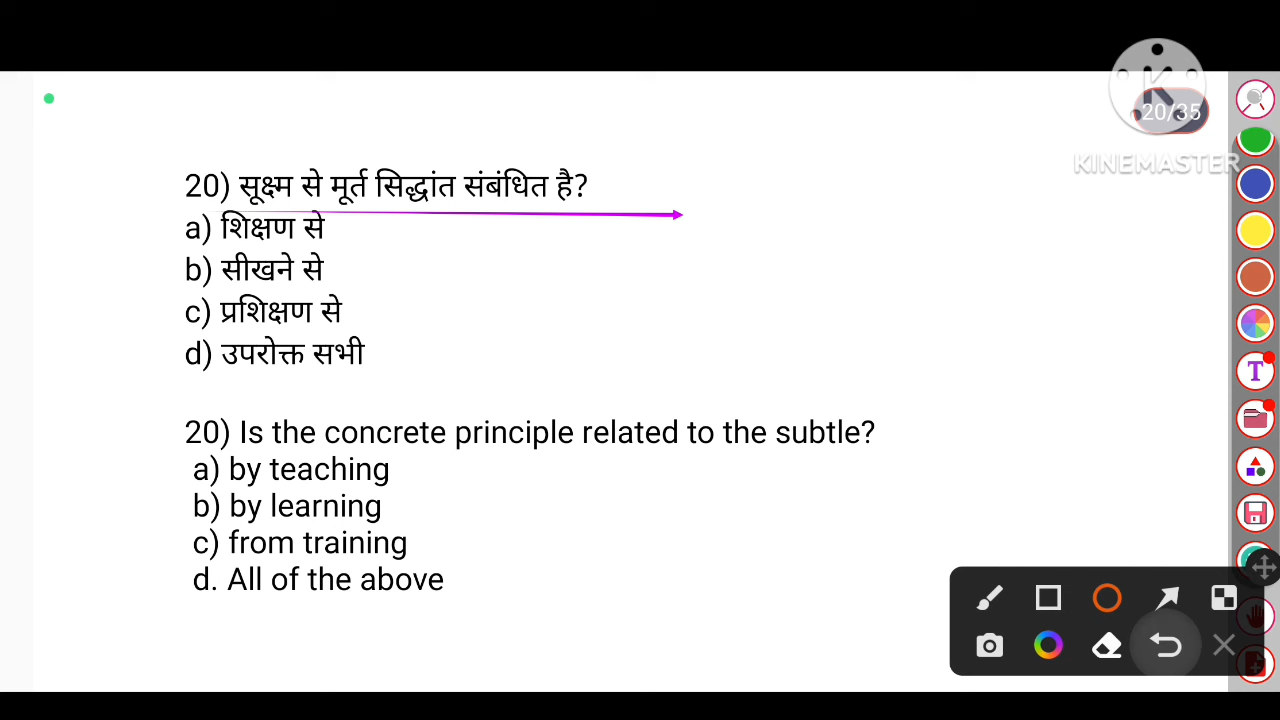 20/35
KINEMASTER
20) सूक्ष्म से मूर्त सिद्धांत संबंधित है?
a) शिक्षण से
b) सीखने से
c) प्रशिक्षण से
d) उपरोक्त सभी
20) Is the concrete principle related to the subtle?
a) by teaching
b) by learning
c) from training
d. All of the above
T